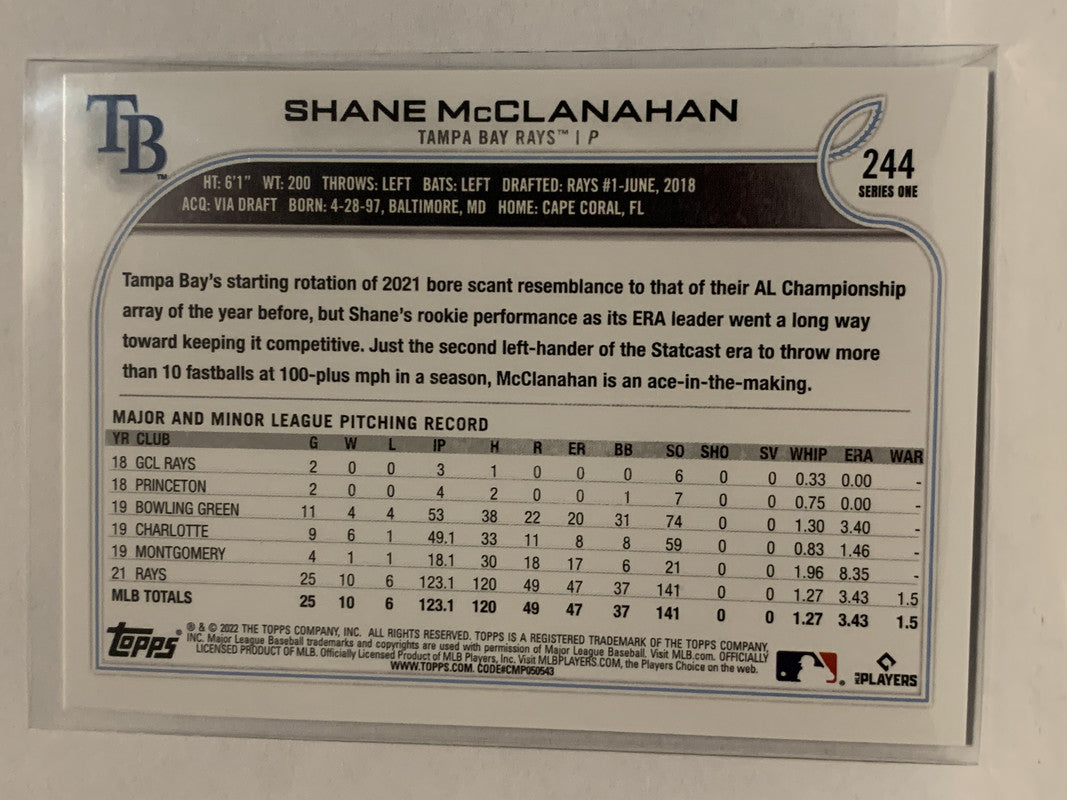 TB™
SHANE McCLANAHAN
TAMPA BAY RAYS™ | P
244
SERIES ONE
HT: 6'1" WT: 200 THROWS: LEFT BATS: LEFT DRAFTED: RAYS #1-JUNE, 2018
ACQ: VIA DRAFT BORN: 4-28-97, BALTIMORE, MD HOME: CAPE CORAL, FL
Tampa Bay's starting rotation of 2021 bore scant resemblance to that of their AL Championship
array of the year before, but Shane's rookie performance as its ERA leader went a long way
toward keeping it competitive. Just the second left-hander of the Statcast era to throw more
than 10 fastballs at 100-plus mph in a season, McClanahan is an ace-in-the-making.
MAJOR AND MINOR LEAGUE PITCHING RECORD
YR CLUB G W L IP H R ER BB SO SHO SV WHIP ERA WAR
18 GCL RAYS 2 0 0 3 1 0 0 0 6 0 0 0.33 0.00 -
18 PRINCETON 2 0 0 4 2 0 0 1 7 0 0 0.75 0.00 -
19 BOWLING GREEN 11 4 4 53 38 22 20 31 74 0 0 1.30 3.40 -
19 CHARLOTTE 9 6 1 49.1 33 11 8 8 59 0 0 0.83 1.46 -
19 MONTGOMERY 4 1 1 18.1 30 18 17 6 21 0 0 1.96 8.35 -
21 RAYS 25 10 6 123.1 120 49 47 37 141 0 0 1.27 3.43 1.5
MLB TOTALS 25 10 6 123.1 120 49 47 37 141 0 0 1.27 3.43 1.5
Topps®
® & © 2022 THE TOPPS COMPANY, INC. ALL RIGHTS RESERVED. TOPPS IS A REGISTERED TRADEMARK OF THE TOPPS COMPANY,
INC. Major League Baseball trademarks and copyrights are used with permission of Major League Baseball. Visit MLB.com. OFFICIALLY
LICENSED PRODUCT OF MLB. Officially Licensed Product of MLB Players, Inc. Visit MLBPLAYERS.COM, the Players Choice on the web.
WWW.TOPPS.COM. CODE#CMP050543
MLB PLAYERS